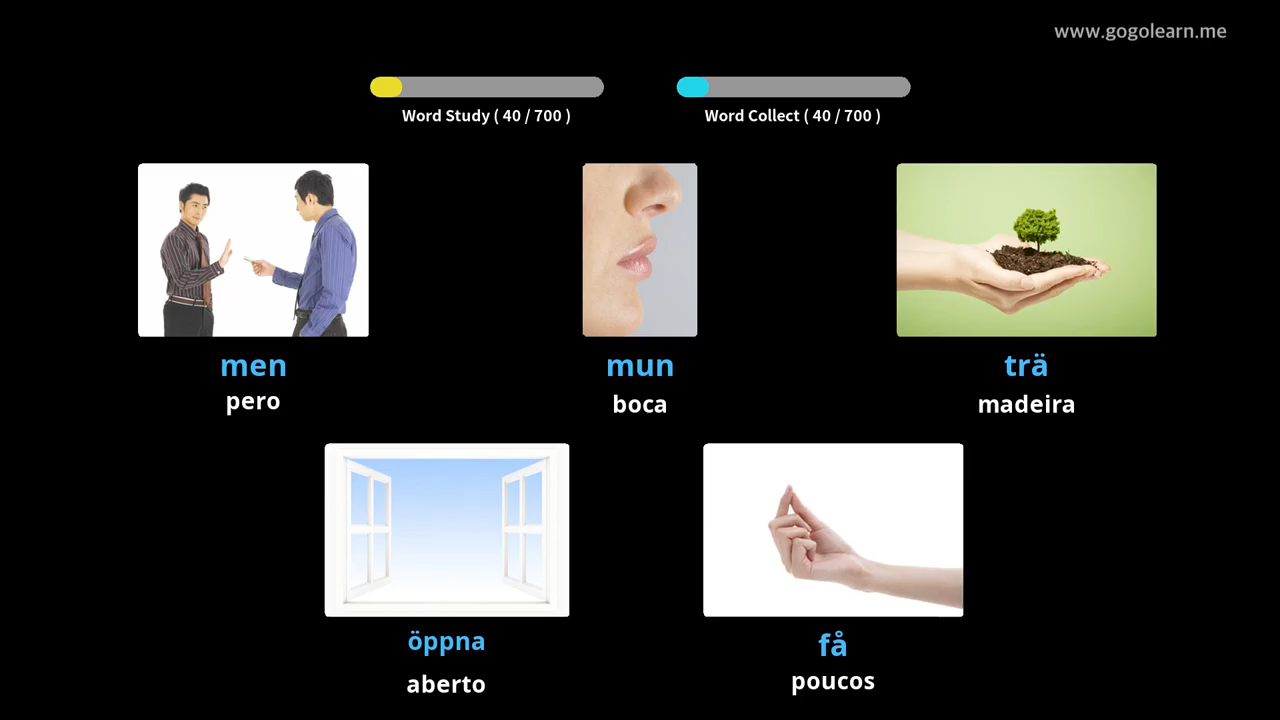 www.gogolearn.me
Word Study ( 40 / 700 )
Word Collect ( 40 / 700 )
men
pero
mun
boca
trä
madeira
öppna
aberto
få
poucos